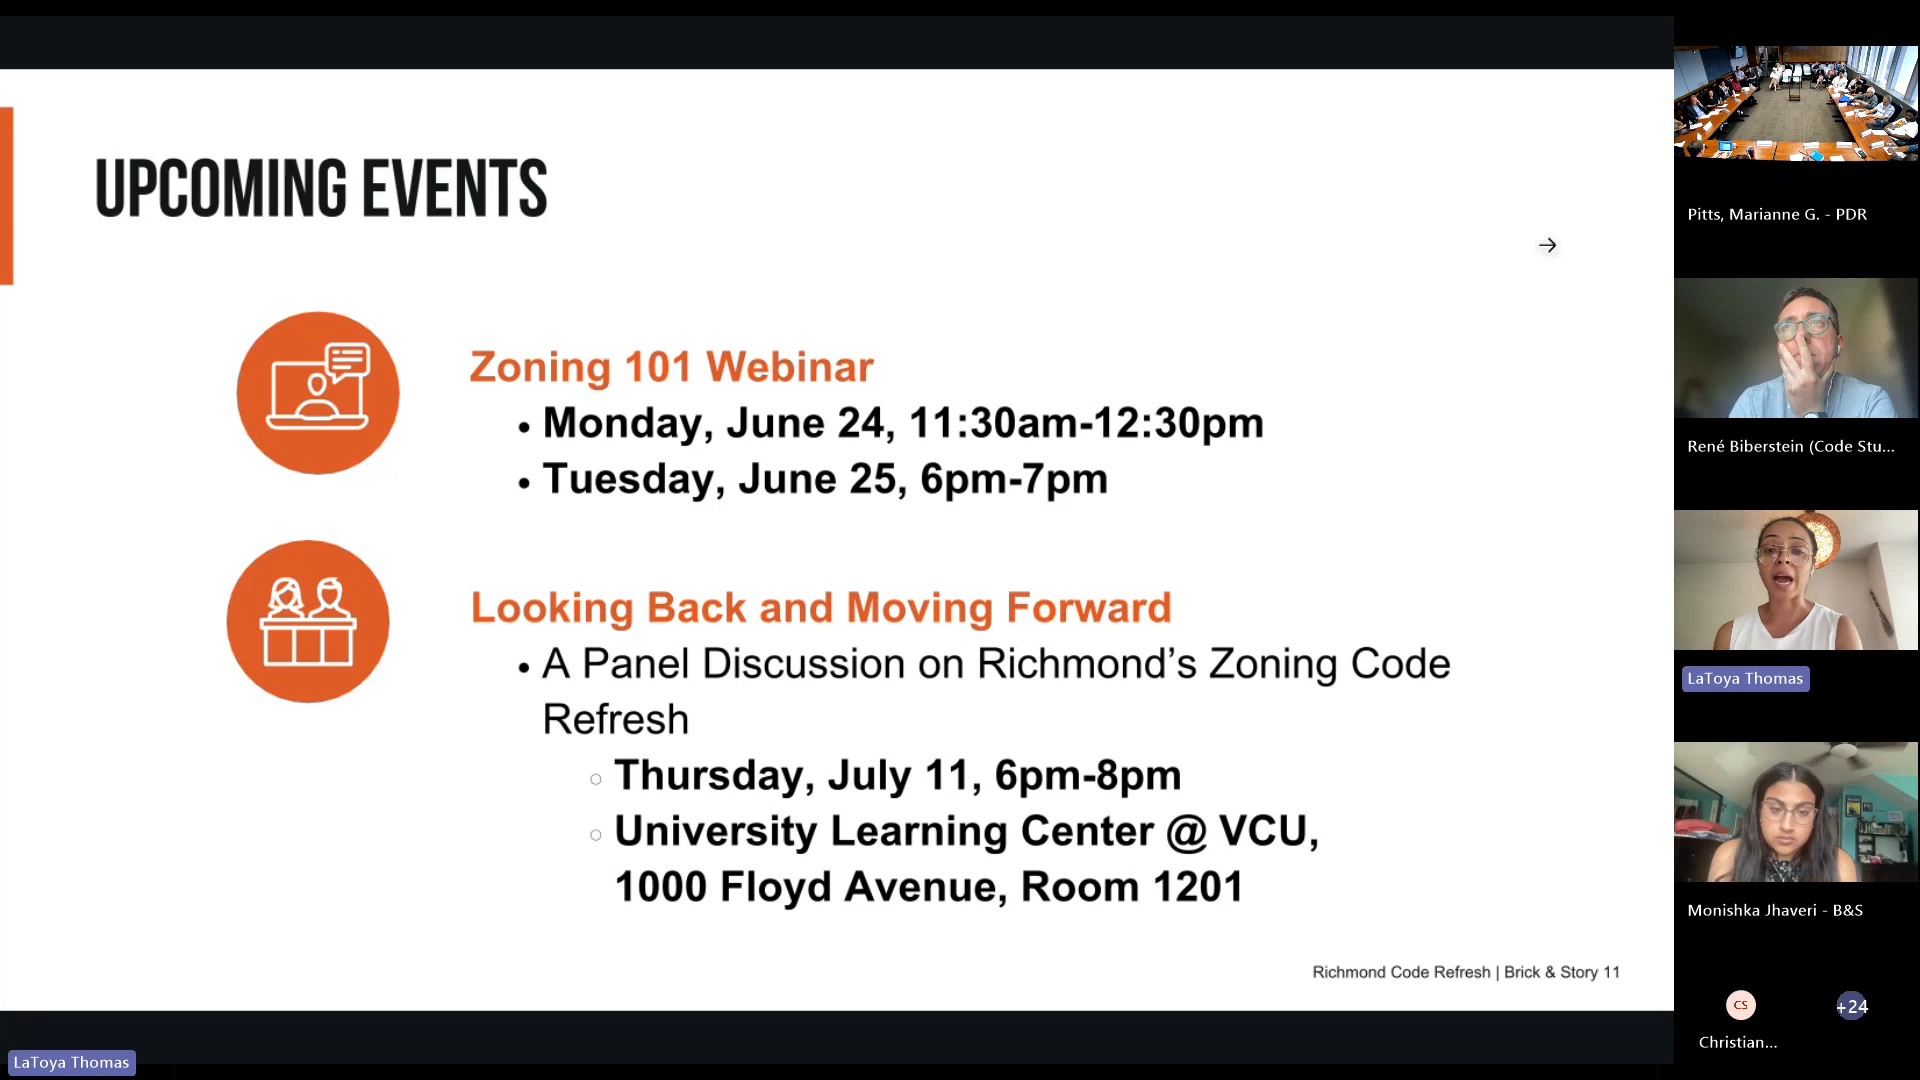 UPCOMING EVENTS
Zoning 101 Webinar
• Monday, June 24, 11:30am-12:30pm
• Tuesday, June 25, 6pm-7pm
Looking Back and Moving Forward
• A Panel Discussion on Richmond’s Zoning Code
Refresh
○ Thursday, July 11, 6pm-8pm
○ University Learning Center @ VCU,
1000 Floyd Avenue, Room 1201
Richmond Code Refresh | Brick & Story 11
LaToya Thomas
Pitts, Marianne G. - PDR
René Biberstein (Code Stu...
LaToya Thomas
Monishka Jhaveri - B&S
CS
+24
Christian...